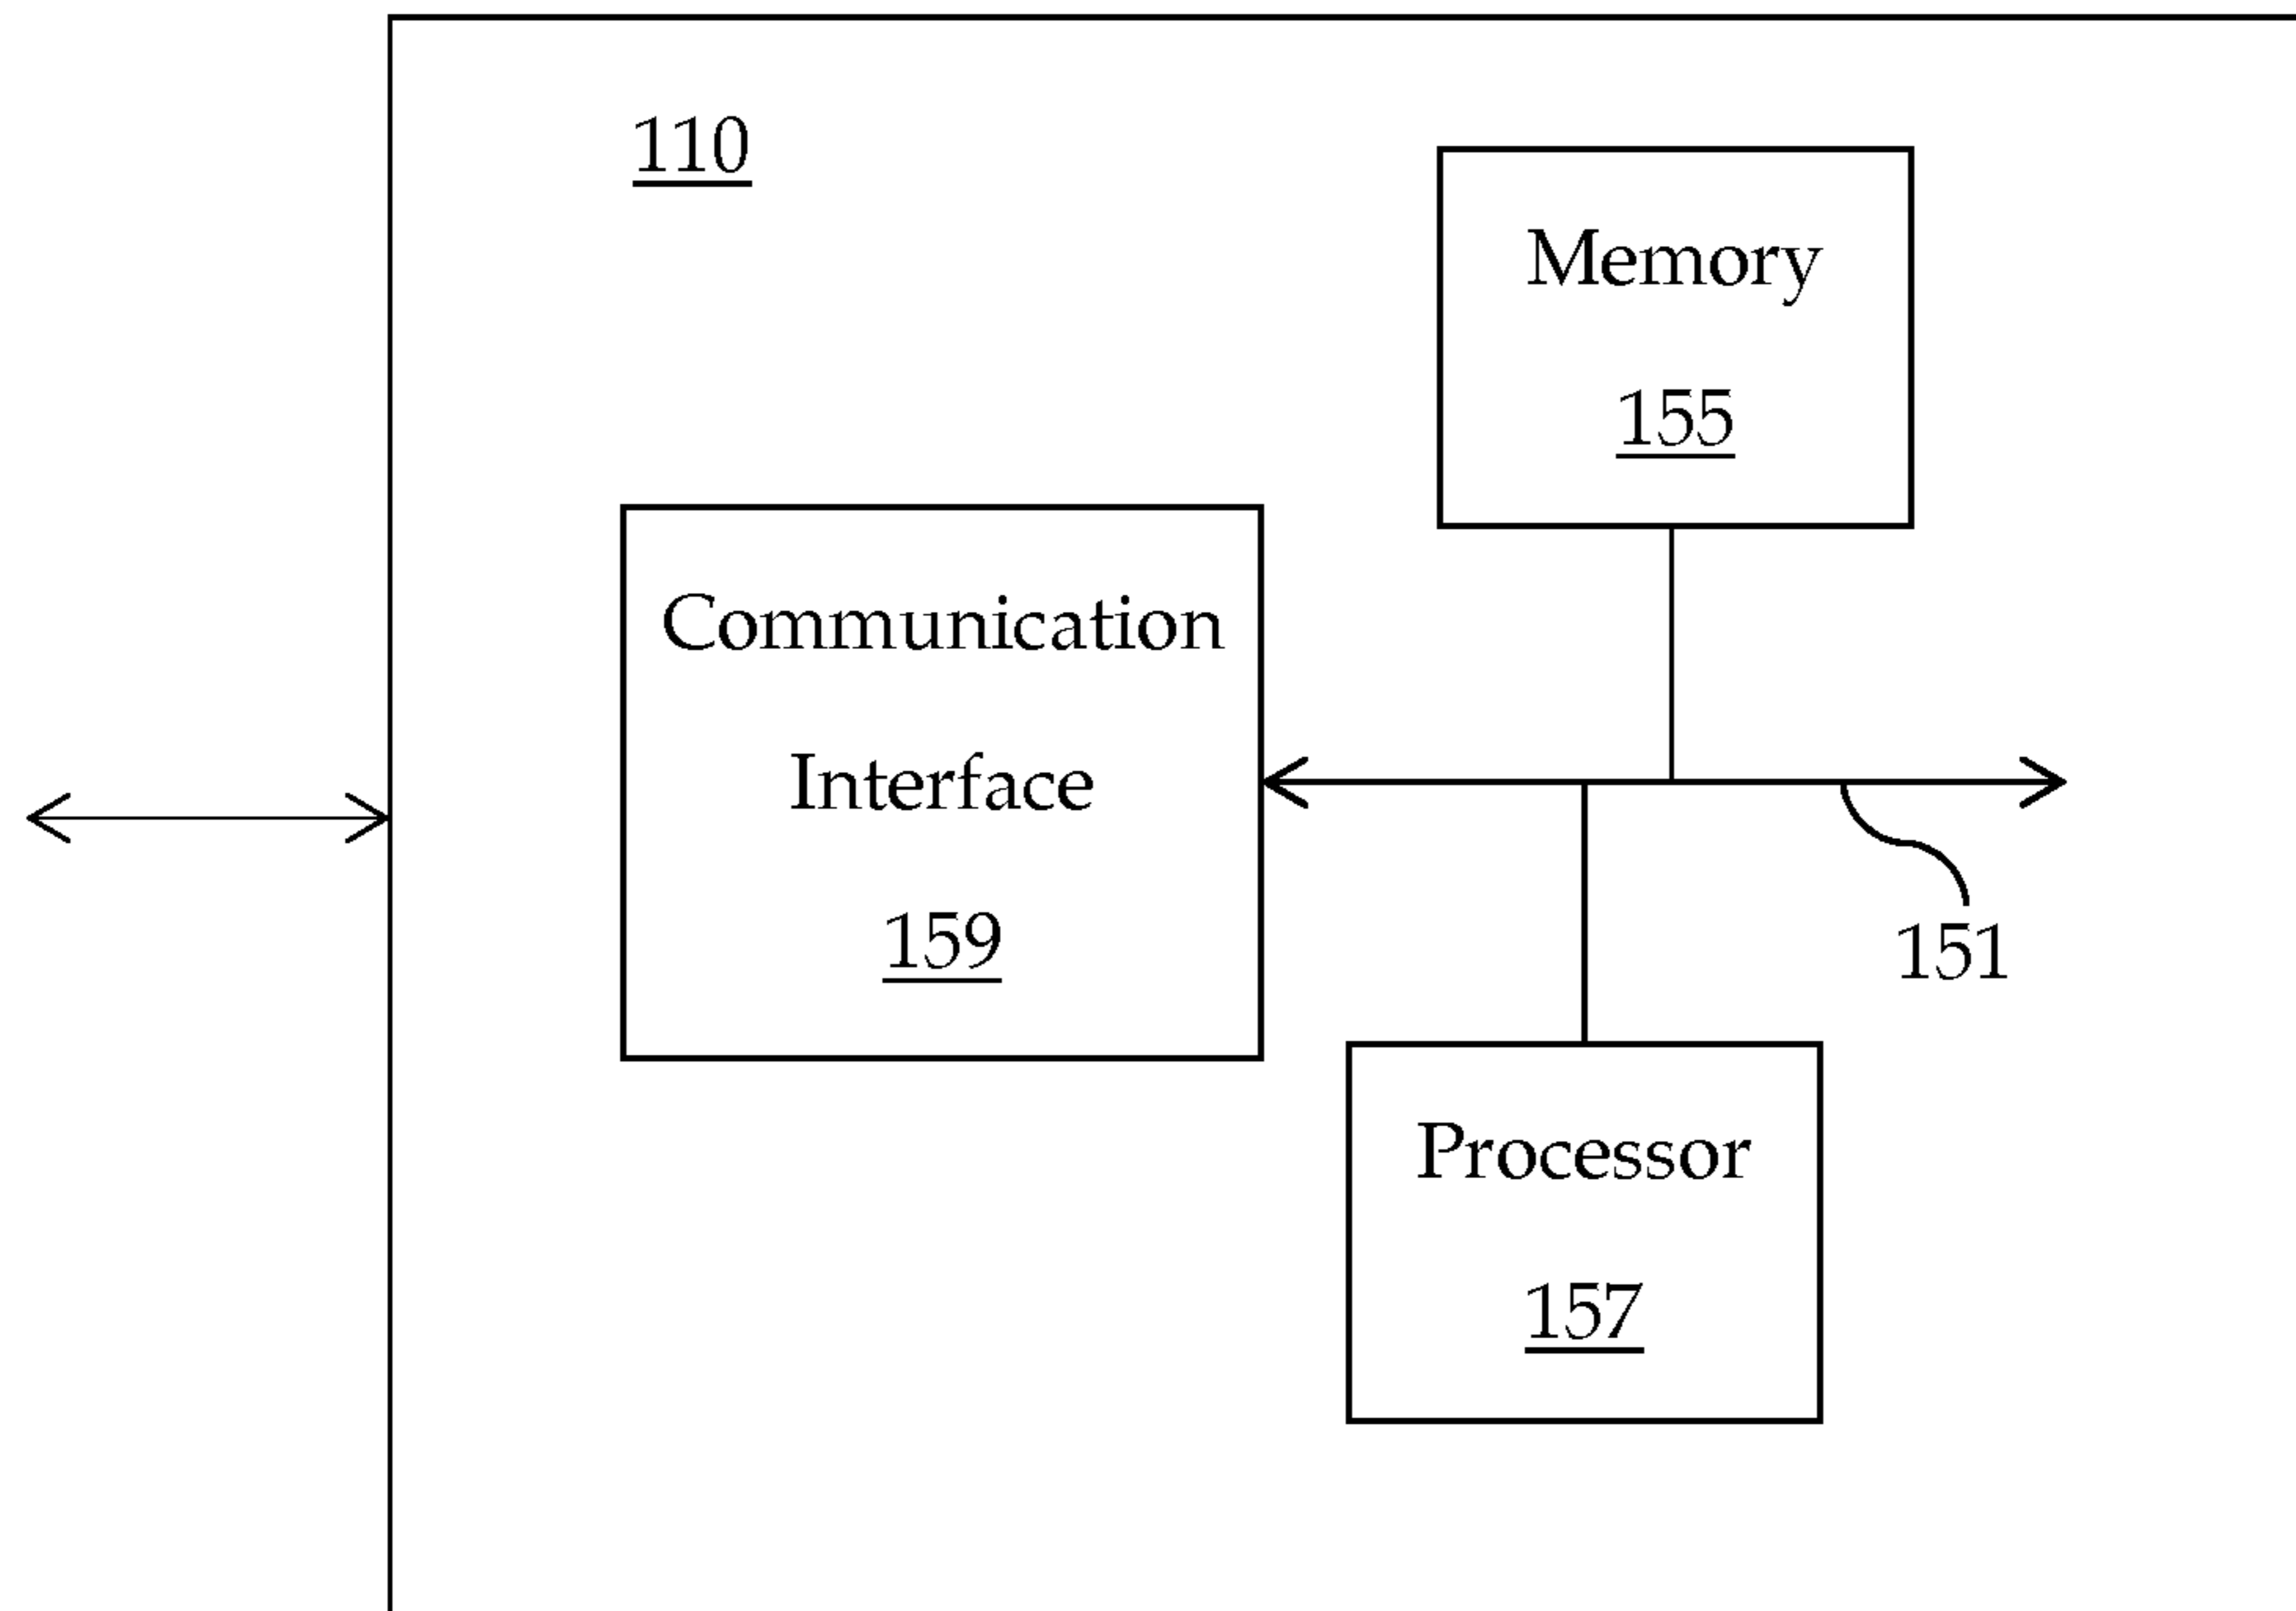 110
Memory
155
Communication
Interface
159
151
Processor
157